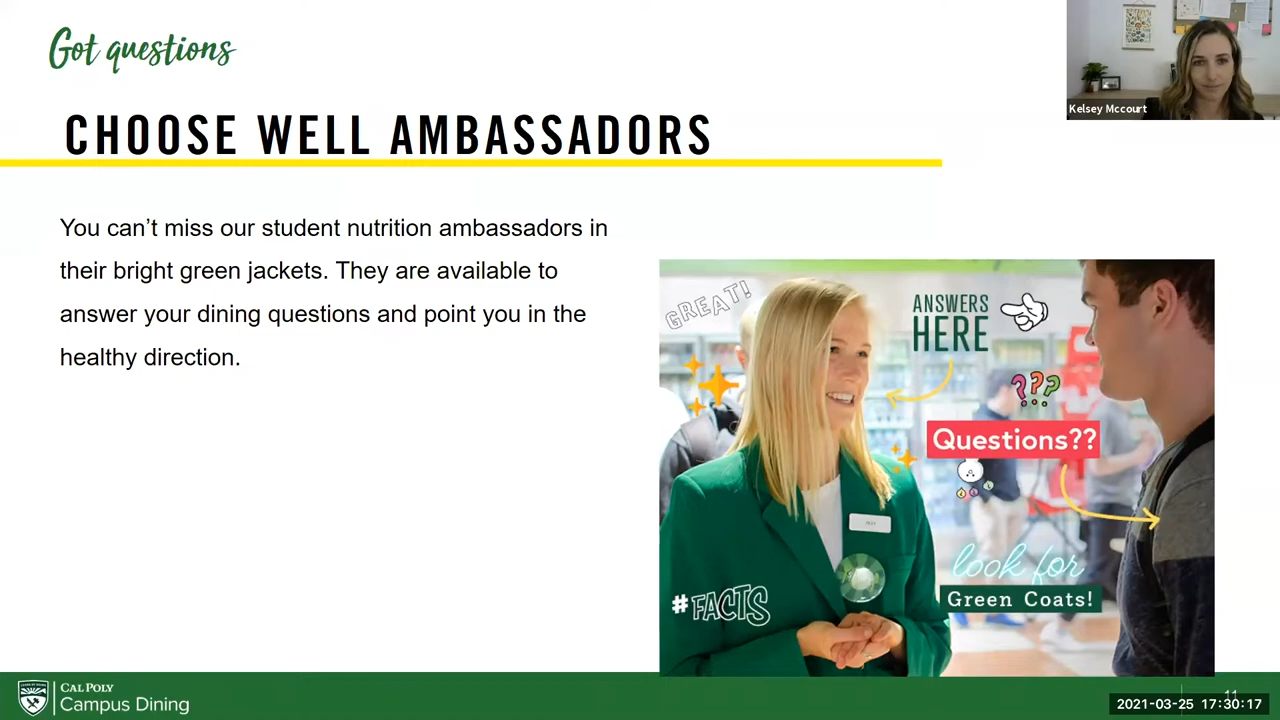 Got questions
Kelsey Mccourt
CHOOSE WELL AMBASSADORS
You can't miss our student nutrition ambassadors in
their bright green jackets. They are available to
answer your dining questions and point you in the
healthy direction.
GREAT!
ANSWERS
HERE
???
Questions??
look for
Green Coats!
#FACTS
CAL POLY
Campus Dining
11
2021-03-25 17:30:17